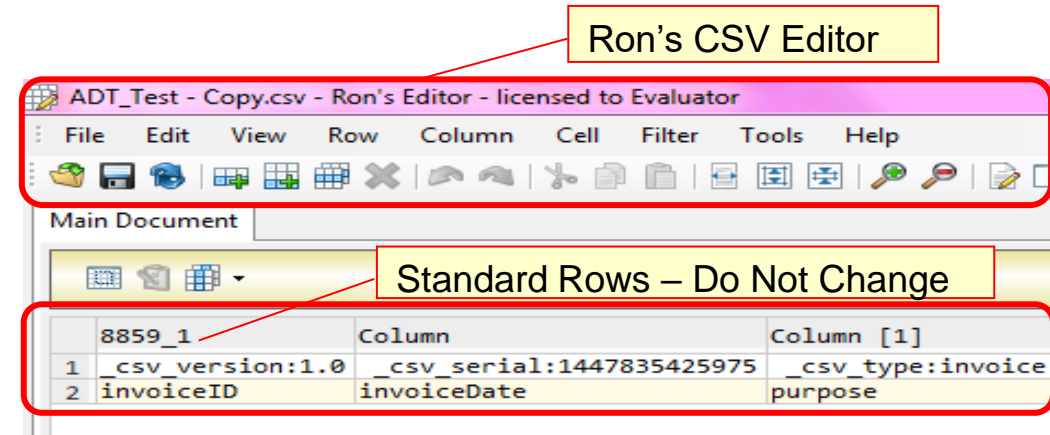 Ron’s CSV Editor
ADT_Test - Copy.csv - Ron's Editor - licensed to Evaluator
File Edit View Row Column Cell Filter Tools Help
Main Document
Standard Rows – Do Not Change
8859_1 Column Column [1]
1 _csv_version:1.0 _csv_serial:1447835425975 _csv_type:invoice
2 invoiceID invoiceDate purpose